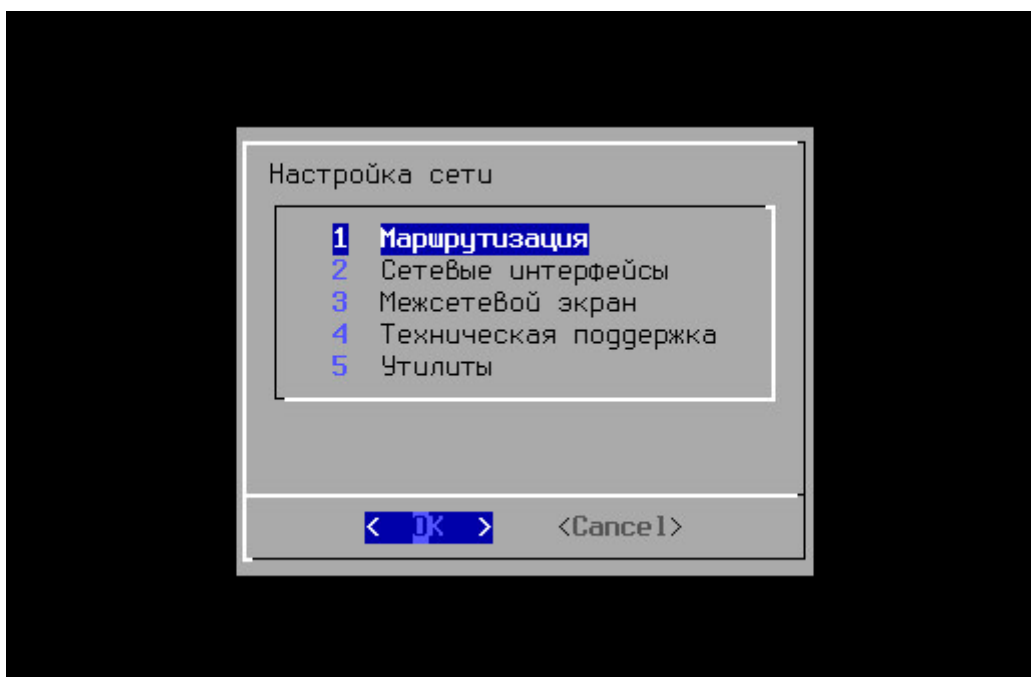 Настройка сети
1 Маршрутизация
2 Сетевые интерфейсы
3 Межсетевой экран
4 Техническая поддержка
5 Утилиты
< OK > <Cancel>